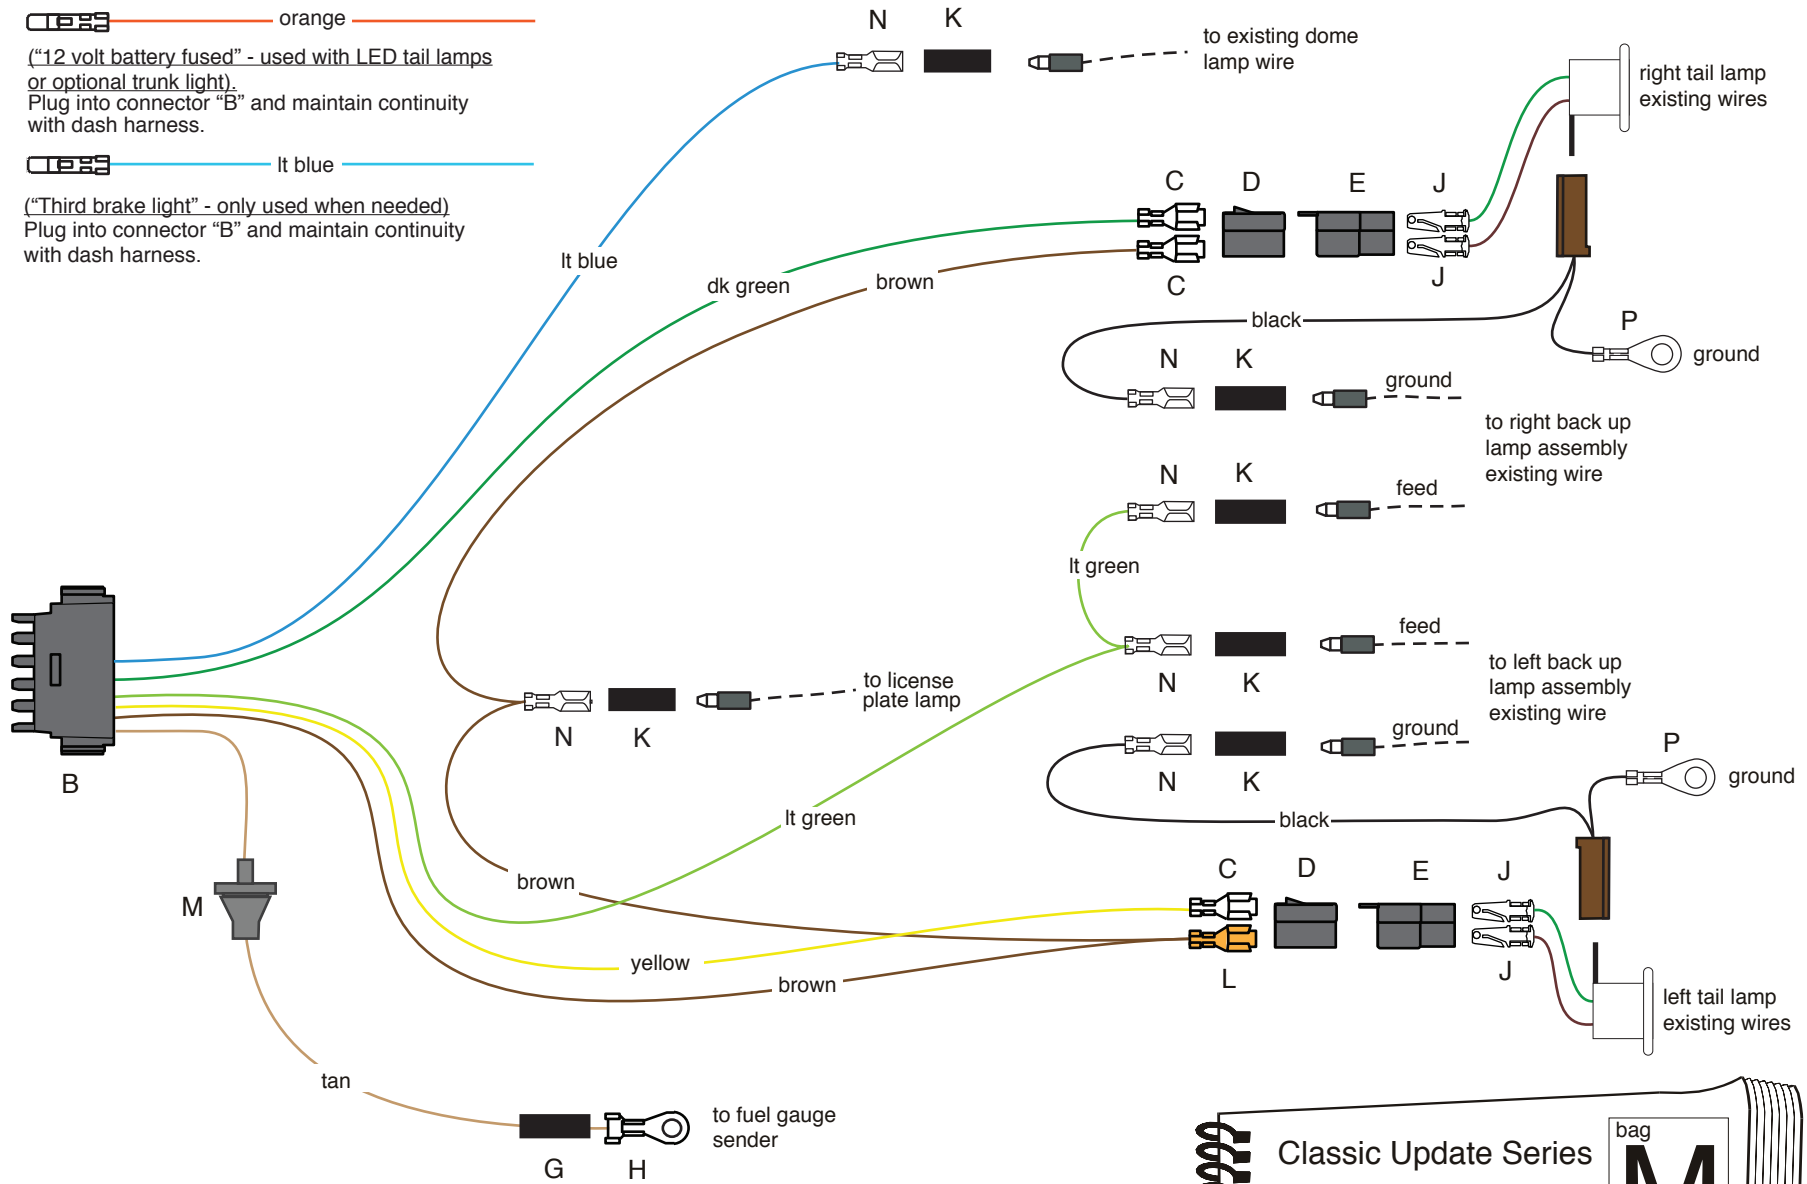 orange
(“12 volt battery fused” - used with LED tail lamps
or optional trunk light).
Plug into connector “B” and maintain continuity
with dash harness.
lt blue
(“Third brake light” - only used when needed)
Plug into connector “B” and maintain continuity
with dash harness.
N K
to existing dome
lamp wire
right tail lamp
existing wires
lt blue
dk green
brown
C D E J
C J
black
P
ground
N K
ground
to right back up
lamp assembly
existing wire
N K
feed
lt green
feed
N K
to left back up
lamp assembly
existing wire
ground
N K
to license
plate lamp
N K
B
P
ground
black
lt green
brown
C D E J
L J
yellow
brown
left tail lamp
existing wires
M
tan
to fuel gauge
sender
G H
Classic Update Series
bag
M